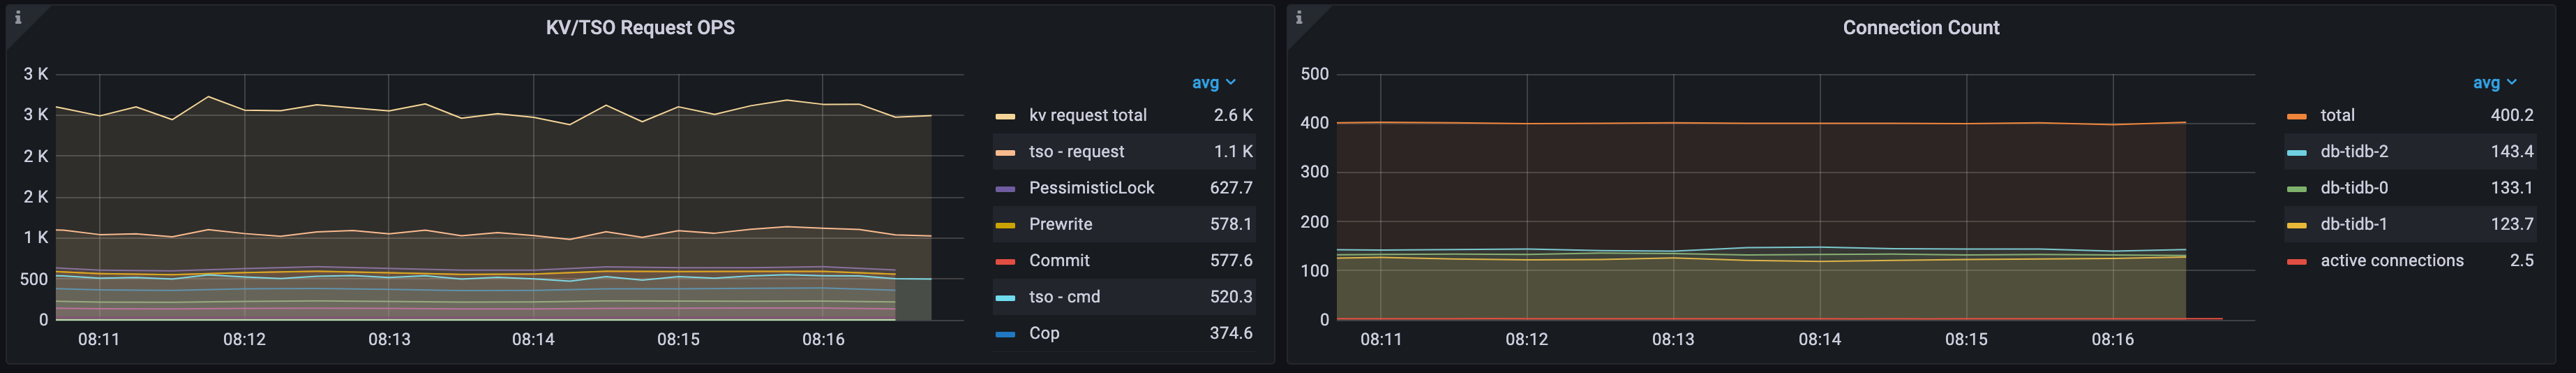 KV/TSO Request OPS
3 K
3 K
2 K
2 K
1 K
500
0
08:11 08:12 08:13 08:14 08:15 08:16
avg
kv request total 2.6 K
tso - request 1.1 K
PessimisticLock 627.7
Prewrite 578.1
Commit 577.6
tso - cmd 520.3
Cop 374.6
Connection Count
500
400
300
200
100
0
08:11 08:12 08:13 08:14 08:15 08:16
avg
total 400.2
db-tidb-2 143.4
db-tidb-0 133.1
db-tidb-1 123.7
active connections 2.5